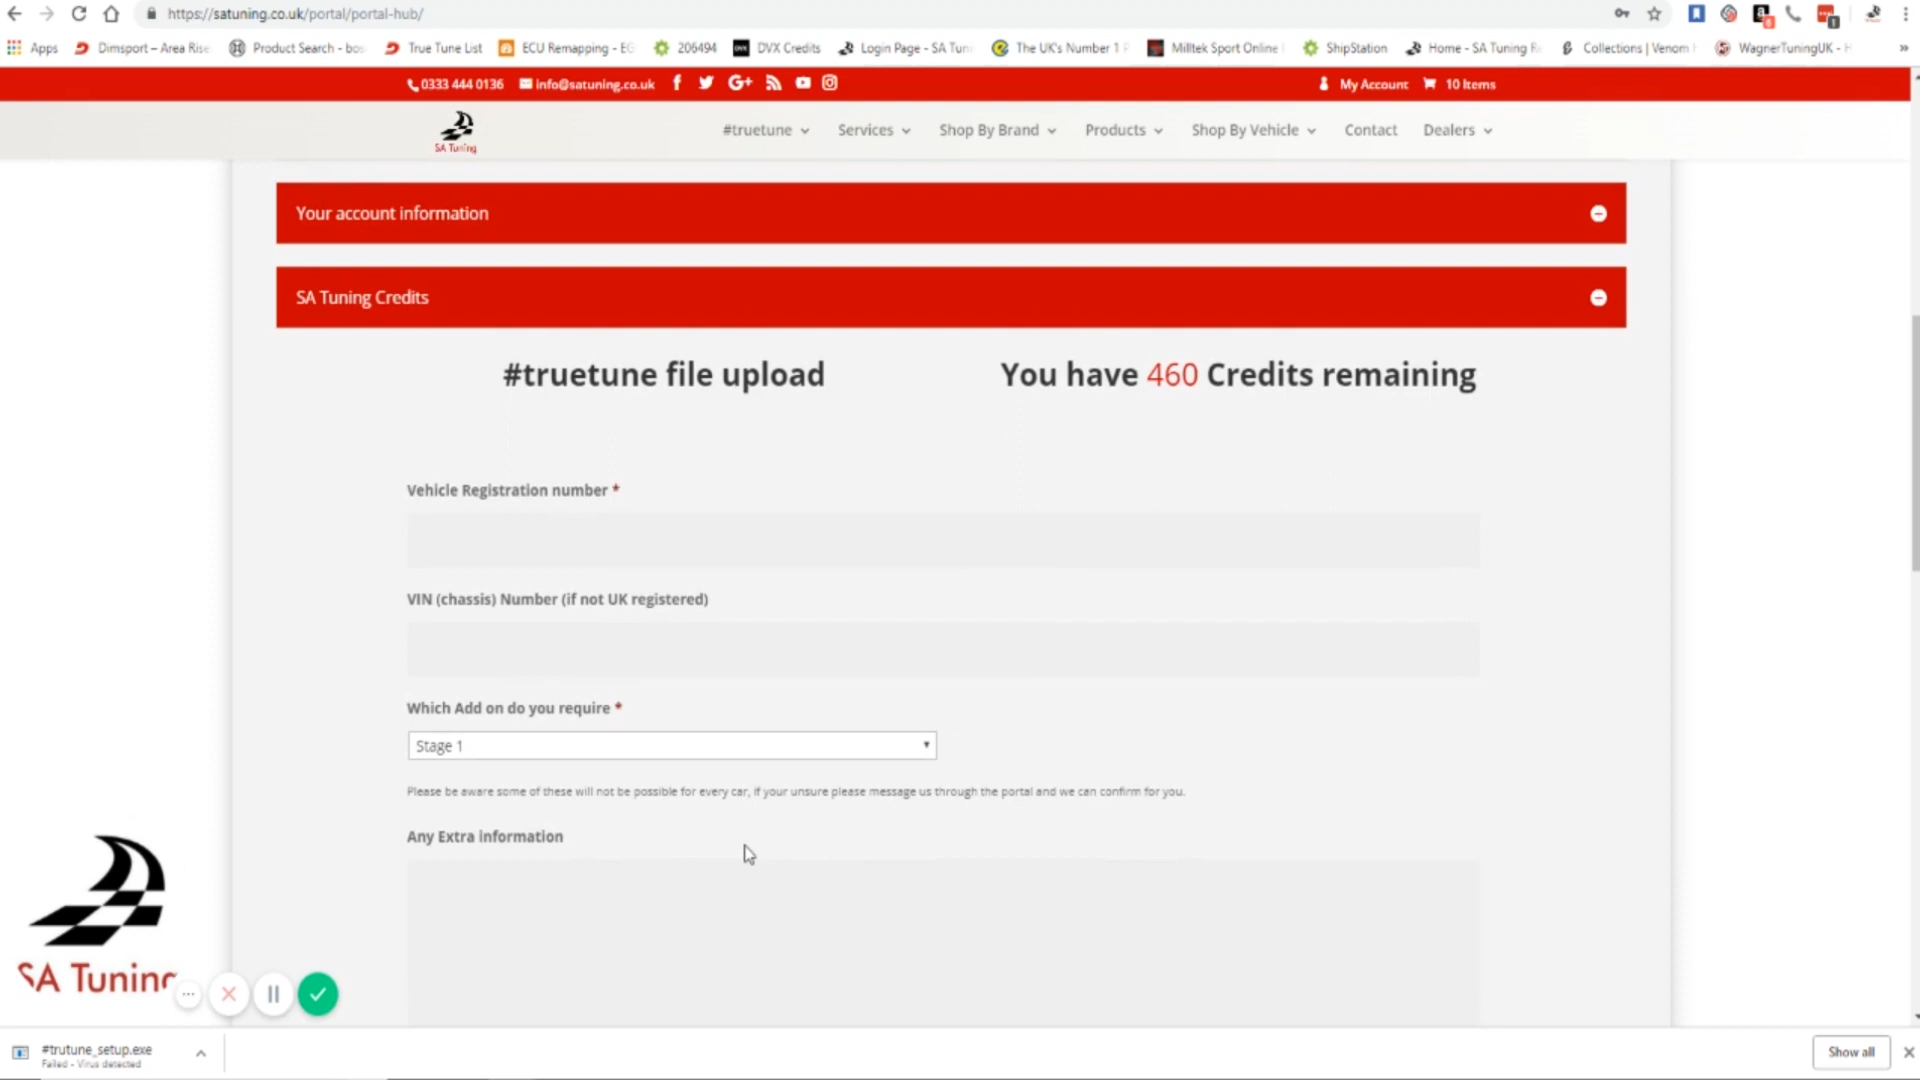 https://satuning.co.uk/portal/portal-hub/
Apps Dimsport – Area Rise Product Search - bos True Tune List ECU Remapping - EG 206494 DVX Credits Login Page - SA Tun The UK's Number 1 Milltek Sport Online ShipStation Home - SA Tuning R Collections | Venom WagnerTuningUK - H »
0333 444 0136 info@satuning.co.uk My Account 10 Items
SA Tuning
#truetune Services Shop By Brand Products Shop By Vehicle Contact Dealers
Your account information
SA Tuning Credits
#truetune file upload You have 460 Credits remaining
Vehicle Registration number *
VIN (chassis) Number (if not UK registered)
Which Add on do you require *
Stage 1
Please be aware some of these will not be possible for every car, if your unsure please message us through the portal and we can confirm for you.
Any Extra information
SA Tuning
#trutune_setup.exe
Failed - Virus detected
Show all